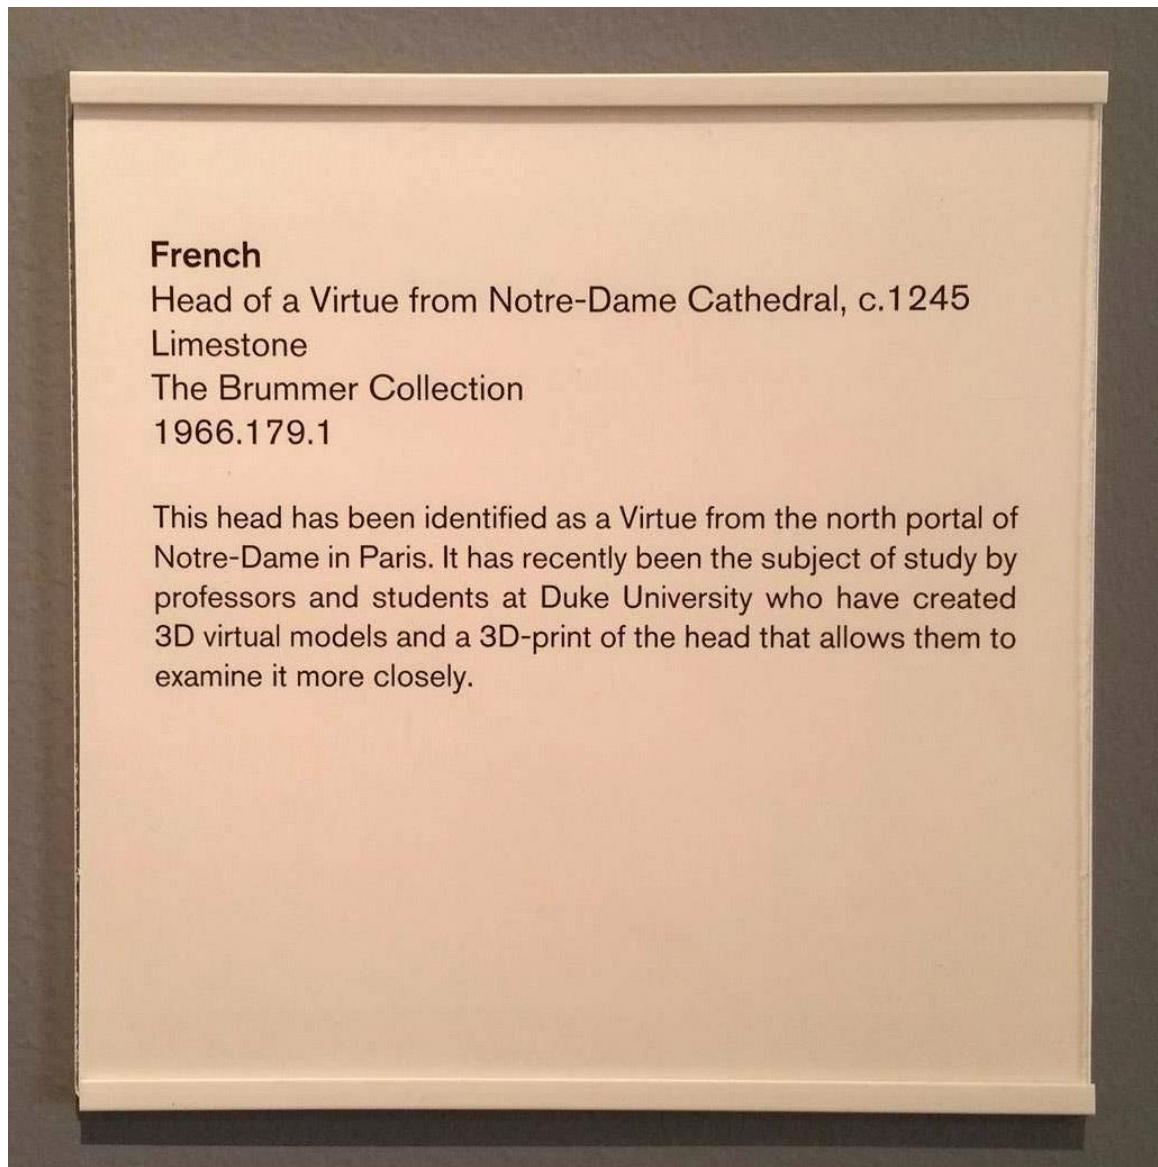 French
Head of a Virtue from Notre-Dame Cathedral, c.1245
Limestone
The Brummer Collection
1966.179.1
This head has been identified as a Virtue from the north portal of
Notre-Dame in Paris. It has recently been the subject of study by
professors and students at Duke University who have created
3D virtual models and a 3D-print of the head that allows them to
examine it more closely.